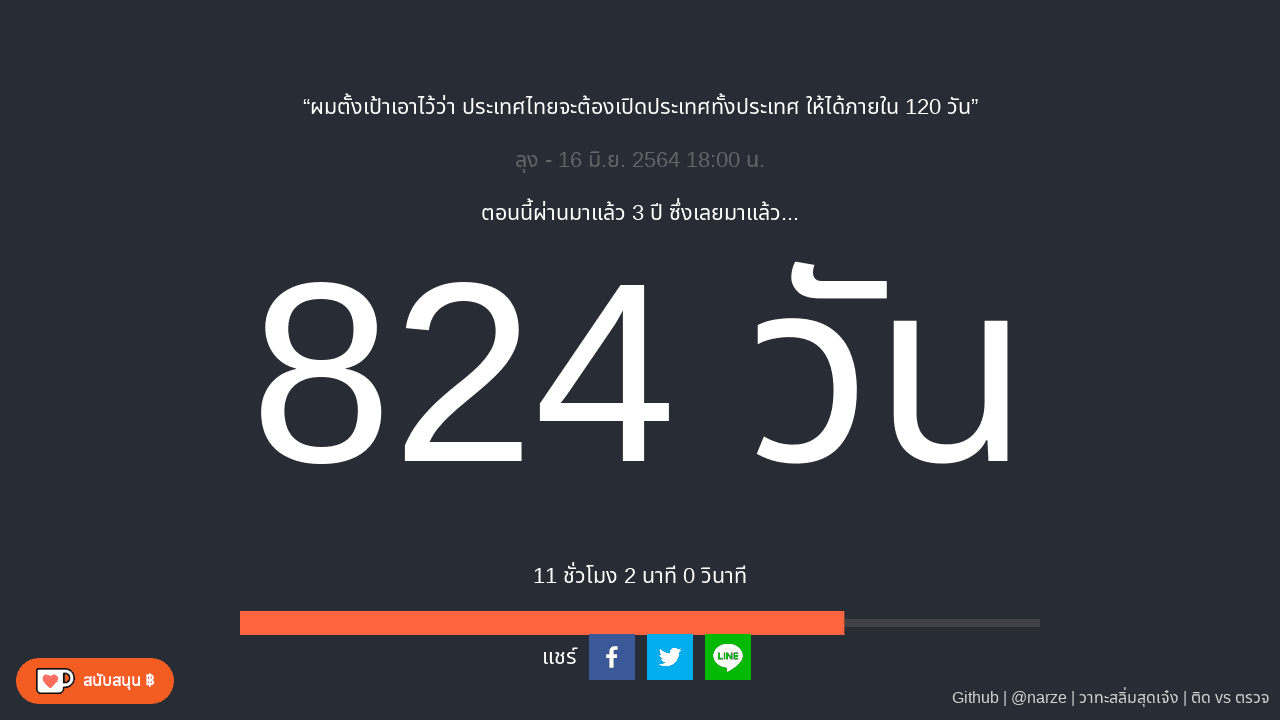 “ผมตั้งเป้าเอาไว้ว่า ประเทศไทยจะต้องเปิดประเทศทั้งประเทศ ให้ได้ภายใน 120 วัน”
ลุง - 16 มิ.ย. 2564 18:00 น.
ตอนนี้ผ่านมาแล้ว 3 ปี ซึ่งเลยมาแล้ว...
824 วัน
11 ชั่วโมง 2 นาที 0 วินาที
แชร์
LINE
สนับสนุน ฿
Github | @narze | วาทะสลิ่มสุดเจ๋ง | ติด vs ตรวจ